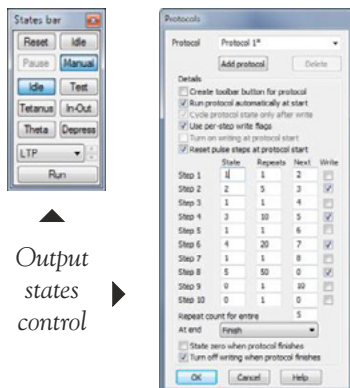 States bar
Reset Idle
Pause Manual
Idle Test
Tetanus In-Out
Theta Depress
LTP
Run
Output
states
control
Protocols
Protocol Protocol 1*
Add protocol Delete
Details
Create toolbar button for protocol
Run protocol automatically at start
Cycle protocol state only after write
Use per-step write flags
Turn on writing at protocol start
Reset pulse steps at protocol start
State Repeats Next Write
Step 1 1 1 2
Step 2 2 5 3
Step 3 1 1 4
Step 4 3 10 5
Step 5 1 1 6
Step 6 4 20 7
Step 7 1 1 8
Step 8 5 50 0
Step 9 0 1 10
Step 10 0 1 0
Repeat count for entire 5
At end Finish
State zero when protocol finishes
Turn off writing when protocol finishes
OK Cancel Help